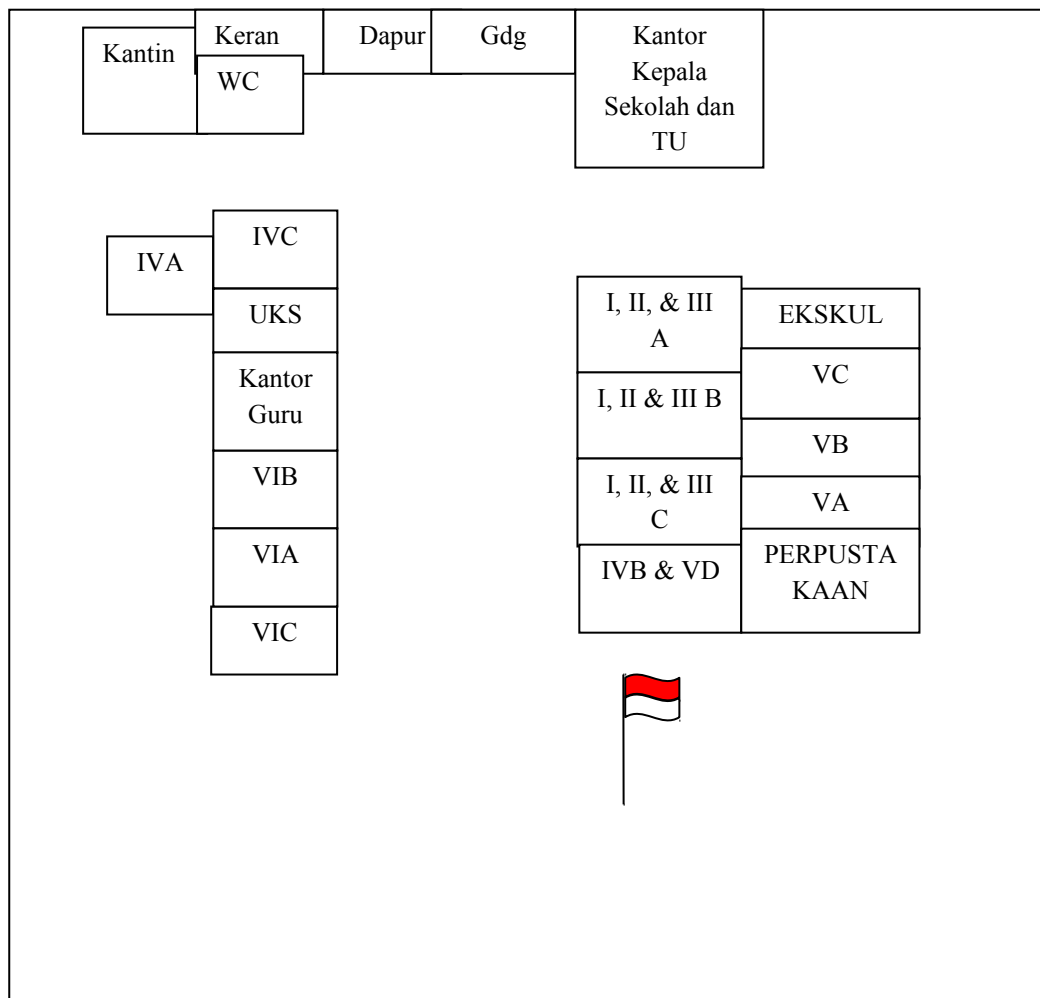 Kantin
Keran
WC
Dapur
Gdg
Kantor
Kepala
Sekolah dan
TU
IVA
IVC
UKS
Kantor
Guru
VIB
VIA
VIC
I, II, & III
A
I, II & III B
I, II, & III
C
IVB & VD
EKSKUL
VC
VB
VA
PERPUSTA
KAAN